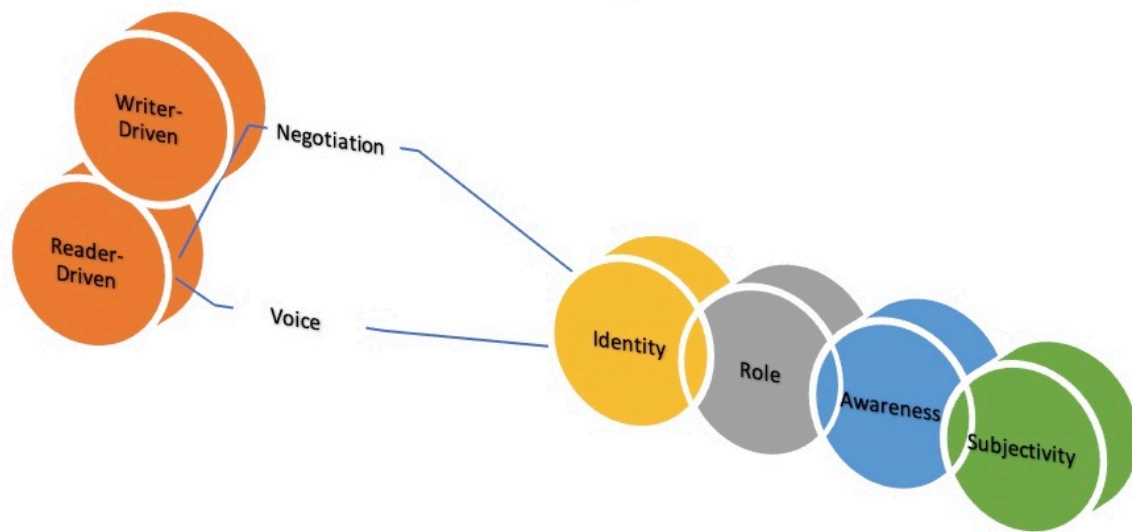 Writer-
Driven
Negotiation
Reader-
Driven
Voice
Identity
Role
Awareness
Subjectivity